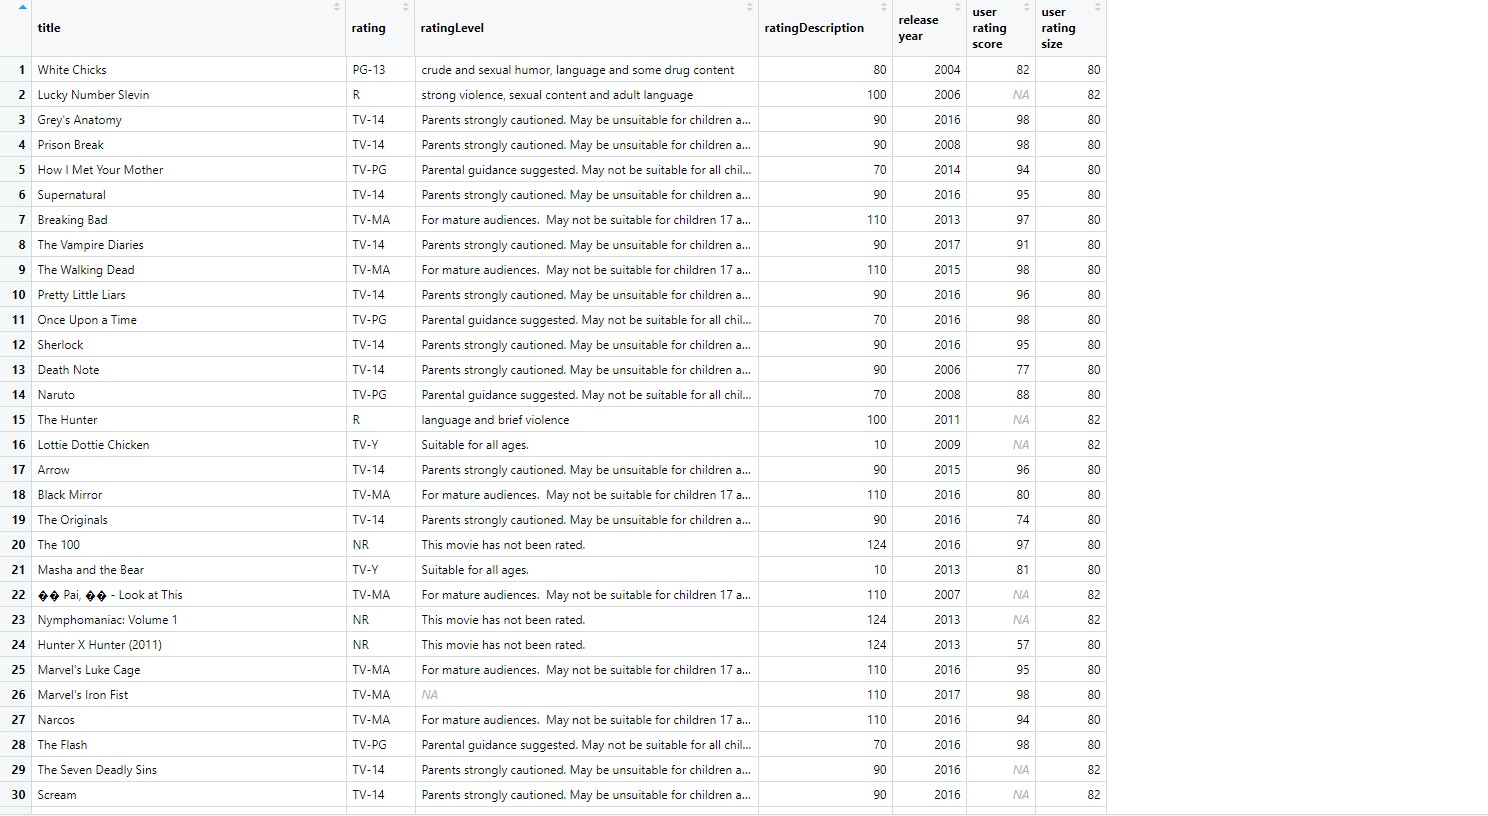 title rating ratingLevel ratingDescription release year user rating score user rating size
1 White Chicks PG-13 crude and sexual humor, language and some drug content 80 2004 82 80
2 Lucky Number Slevin R strong violence, sexual content and adult language 100 2006 NA 82
3 Grey's Anatomy TV-14 Parents strongly cautioned. May be unsuitable for children a... 90 2016 98 80
4 Prison Break TV-14 Parents strongly cautioned. May be unsuitable for children a... 90 2008 98 80
5 How I Met Your Mother TV-PG Parental guidance suggested. May not be suitable for all chil... 70 2014 94 80
6 Supernatural TV-14 Parents strongly cautioned. May be unsuitable for children a... 90 2016 95 80
7 Breaking Bad TV-MA For mature audiences.  May not be suitable for children 17 a... 110 2013 97 80
8 The Vampire Diaries TV-14 Parents strongly cautioned. May be unsuitable for children a... 90 2017 91 80
9 The Walking Dead TV-MA For mature audiences.  May not be suitable for children 17 a... 110 2015 98 80
10 Pretty Little Liars TV-14 Parents strongly cautioned. May be unsuitable for children a... 90 2016 96 80
11 Once Upon a Time TV-PG Parental guidance suggested. May not be suitable for all chil... 70 2016 98 80
12 Sherlock TV-14 Parents strongly cautioned. May be unsuitable for children a... 90 2016 95 80
13 Death Note TV-14 Parents strongly cautioned. May be unsuitable for children a... 90 2006 77 80
14 Naruto TV-PG Parental guidance suggested. May not be suitable for all chil... 70 2008 88 80
15 The Hunter R language and brief violence 100 2011 NA 82
16 Lottie Dottie Chicken TV-Y Suitable for all ages. 10 2009 NA 82
17 Arrow TV-14 Parents strongly cautioned. May be unsuitable for children a... 90 2015 96 80
18 Black Mirror TV-MA For mature audiences.  May not be suitable for children 17 a... 110 2016 80 80
19 The Originals TV-14 Parents strongly cautioned. May be unsuitable for children a... 90 2016 74 80
20 The 100 NR This movie has not been rated. 124 2016 97 80
21 Masha and the Bear TV-Y Suitable for all ages. 10 2013 81 80
22 �� Pai, �� - Look at This TV-MA For mature audiences.  May not be suitable for children 17 a... 110 2007 NA 82
23 Nymphomaniac: Volume 1 NR This movie has not been rated. 124 2013 NA 82
24 Hunter X Hunter (2011) NR This movie has not been rated. 124 2013 57 80
25 Marvel's Luke Cage TV-MA For mature audiences.  May not be suitable for children 17 a... 110 2016 95 80
26 Marvel's Iron Fist TV-MA NA 110 2017 98 80
27 Narcos TV-MA For mature audiences.  May not be suitable for children 17 a... 110 2016 94 80
28 The Flash TV-PG Parental guidance suggested. May not be suitable for all chil... 70 2016 98 80
29 The Seven Deadly Sins TV-14 Parents strongly cautioned. May be unsuitable for children a... 90 2016 NA 82
30 Scream TV-14 Parents strongly cautioned. May be unsuitable for children a... 90 2016 NA 82